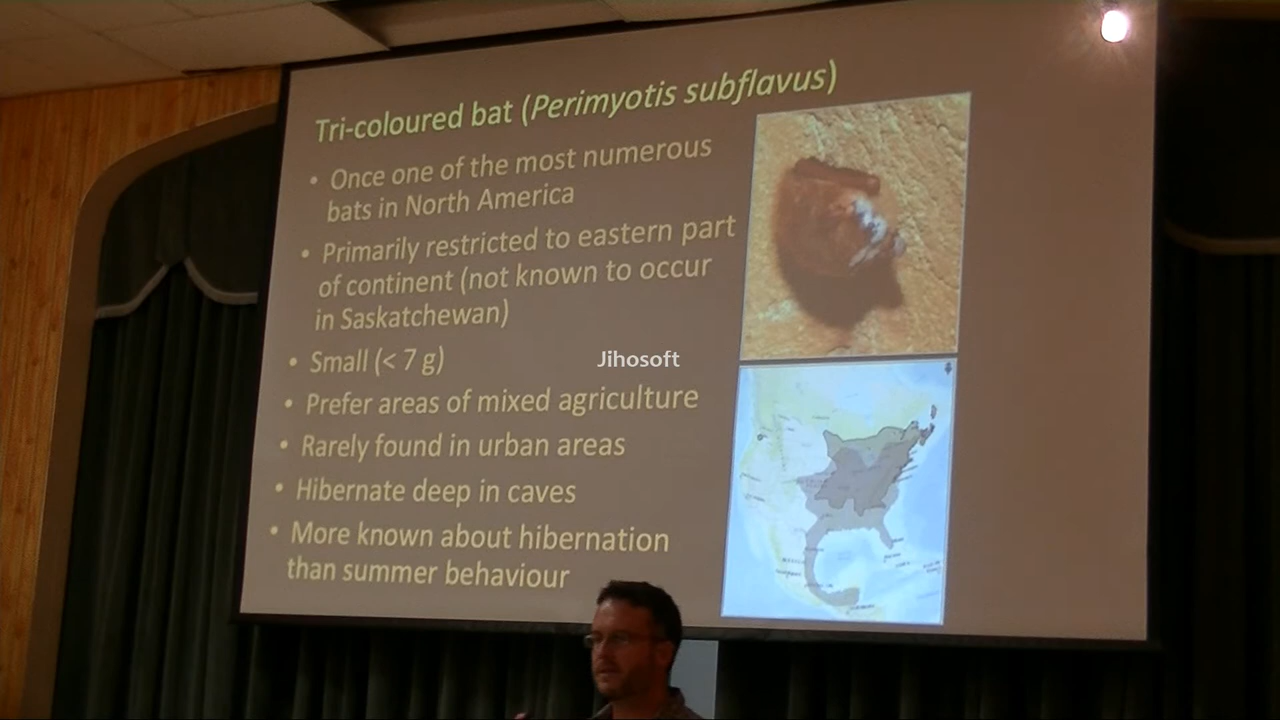 Tri-coloured bat (Perimyotis subflavus)
• Once one of the most numerous
bats in North America
• Primarily restricted to eastern part
of continent (not known to occur
in Saskatchewan)
• Small (< 7 g)
• Prefer areas of mixed agriculture
• Rarely found in urban areas
• Hibernate deep in caves
• More known about hibernation
than summer behaviour
Jihosoft